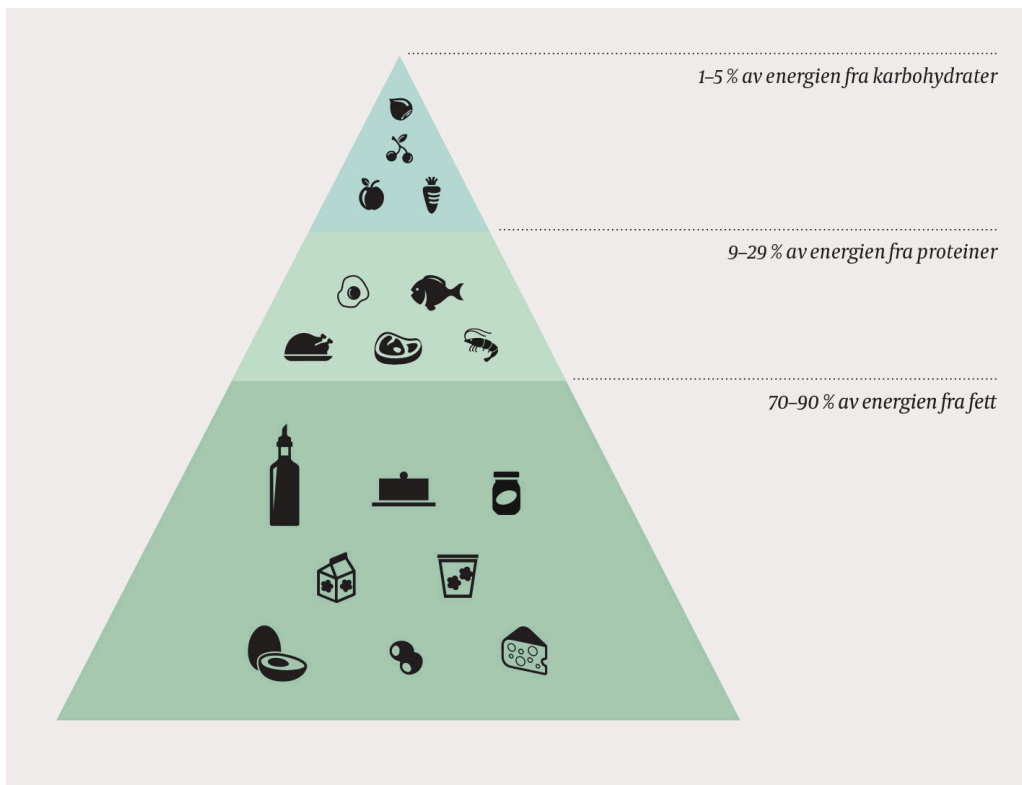 1–5 % av energien fra karbohydrater
9–29 % av energien fra proteiner
70–90 % av energien fra fett